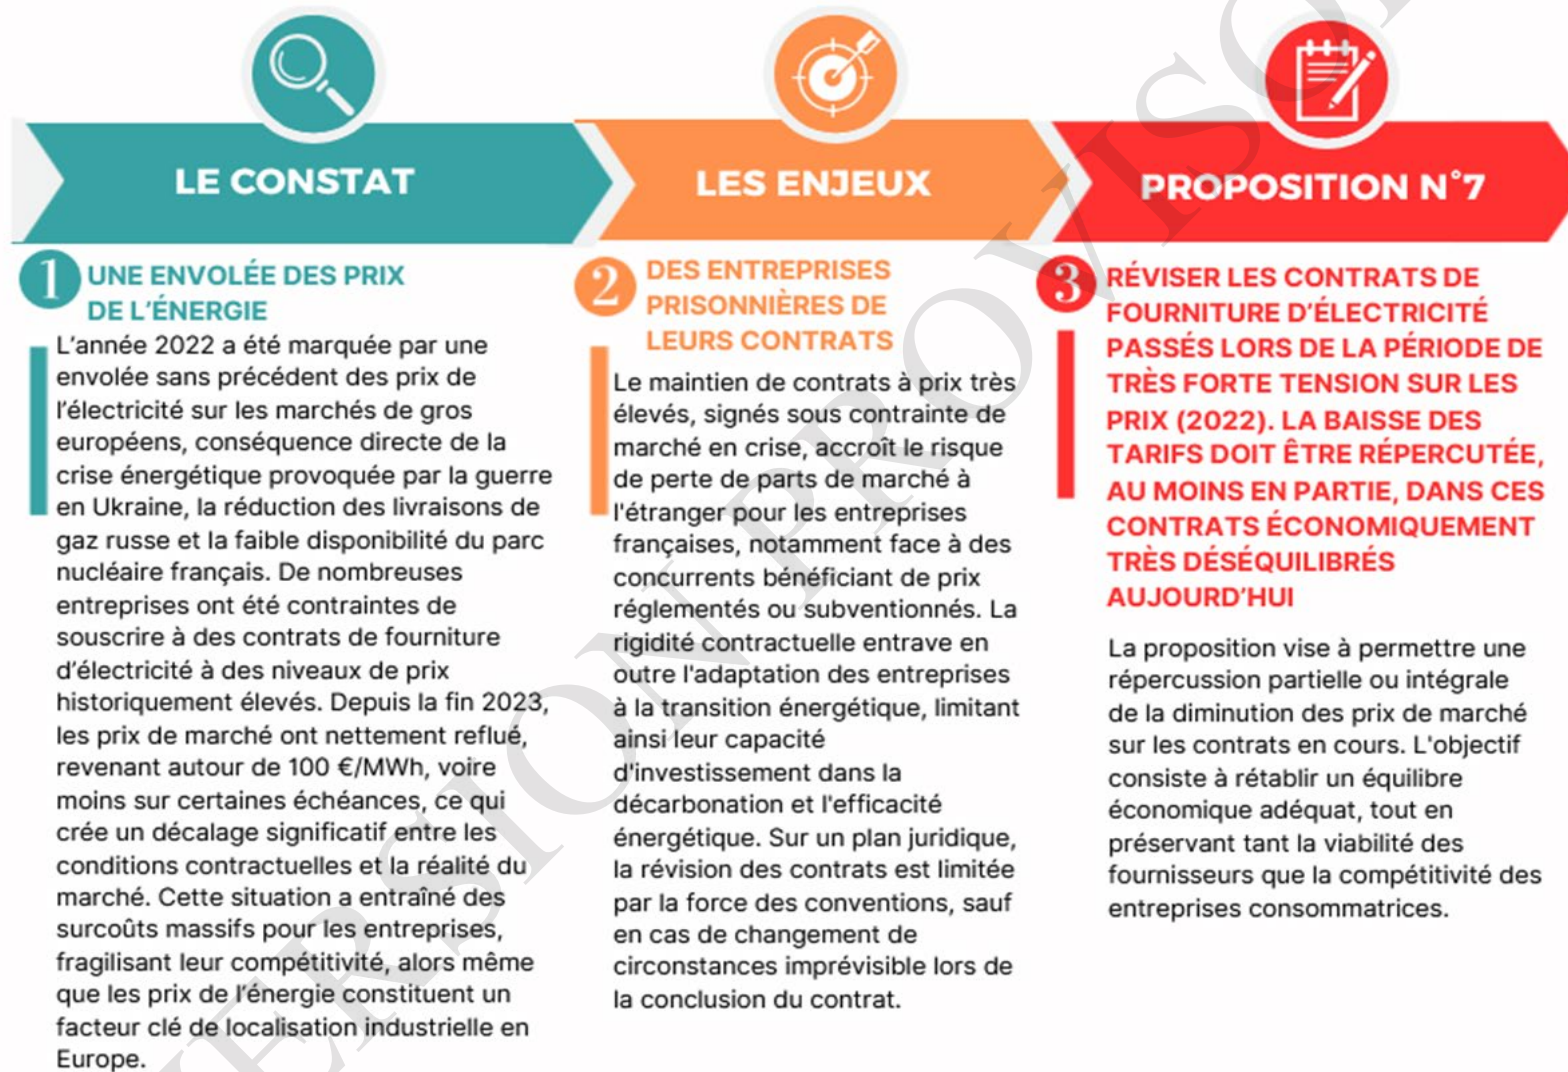 LE CONSTAT
1 UNE ENVOLÉE DES PRIX
DE L'ÉNERGIE
L'année 2022 a été marquée par une
envolée sans précédent des prix de
l'électricité sur les marchés de gros
européens, conséquence directe de la
crise énergétique provoquée par la guerre
en Ukraine, la réduction des livraisons de
gaz russe et la faible disponibilité du parc
nucléaire français. De nombreuses
entreprises ont été contraintes de
souscrire à des contrats de fourniture
d'électricité à des niveaux de prix
historiquement élevés. Depuis la fin 2023,
les prix de marché ont nettement reflué,
revenant autour de 100 €/MWh, voire
moins sur certaines échéances, ce qui
crée un décalage significatif entre les
conditions contractuelles et la réalité du
marché. Cette situation a entraîné des
surcoûts massifs pour les entreprises,
fragilisant leur compétitivité, alors même
que les prix de l'énergie constituent un
facteur clé de localisation industrielle en
Europe.
LES ENJEUX
2 DES ENTREPRISES
PRISONNIÈRES DE
LEURS CONTRATS
Le maintien de contrats à prix très
élevés, signés sous contrainte de
marché en crise, accroît le risque
de perte de parts de marché à
l'étranger pour les entreprises
françaises, notamment face à des
concurrents bénéficiant de prix
réglementés ou subventionnés. La
rigidité contractuelle entrave en
outre l'adaptation des entreprises
à la transition énergétique, limitant
ainsi leur capacité
d'investissement dans la
décarbonation et l'efficacité
énergétique. Sur un plan juridique,
la révision des contrats est limitée
par la force des conventions, sauf
en cas de changement de
circonstances imprévisible lors de
la conclusion du contrat.
PROPOSITION N°7
3 RÉVISER LES CONTRATS DE
FOURNITURE D'ÉLECTRICITÉ
PASSÉS LORS DE LA PÉRIODE DE
TRÈS FORTE TENSION SUR LES
PRIX (2022). LA BAISSE DES
TARIFS DOIT ÊTRE RÉPERCUTÉE,
AU MOINS EN PARTIE, DANS CES
CONTRATS ÉCONOMIQUEMENT
TRÈS DÉSÉQUILIBRÉS
AUJOURD'HUI
La proposition vise à permettre une
répercussion partielle ou intégrale
de la diminution des prix de marché
sur les contrats en cours. L'objectif
consiste à rétablir un équilibre
économique adéquat, tout en
préservant tant la viabilité des
fournisseurs que la compétitivité des
entreprises consommatrices.